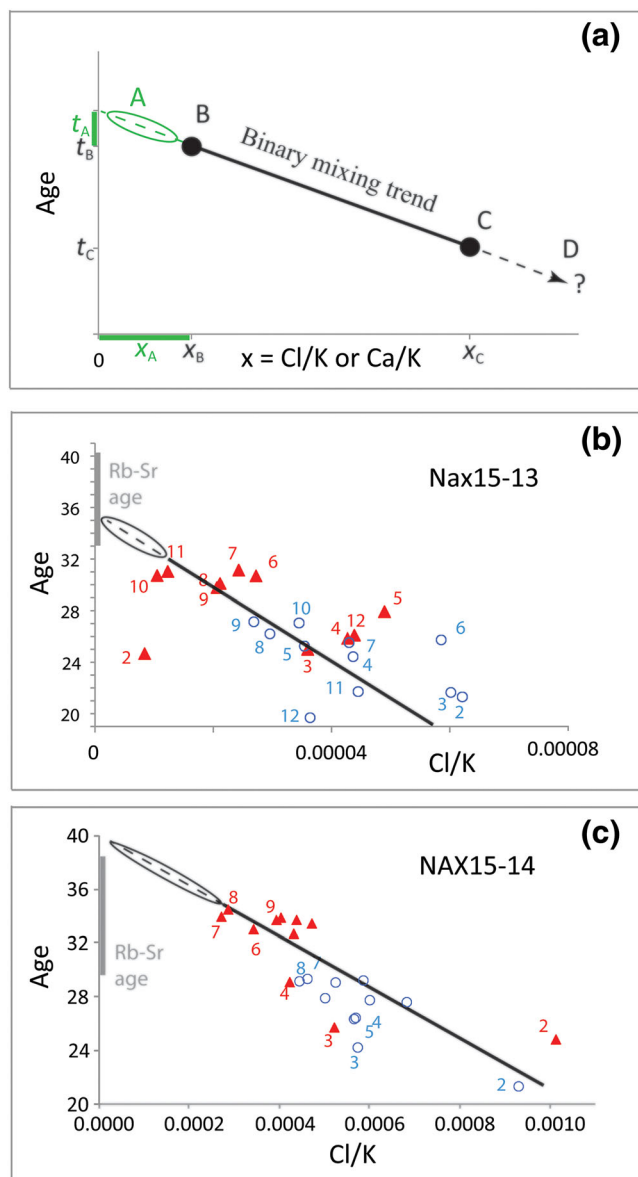 (a)
A
B
t_A
t_B
Binary mixing trend
Age
C
D
t_C
?
0
x_A
x_B
x = Cl/K or Ca/K
x_C
(b)
40
Rb-Sr
age
Nax15-13
36
32
11
7
6
10
8
9
5
28
9
10
4
12
6
8
7
2
5
3
4
24
11
3
2
12
20
Age
0
0.00004
0.00008
Cl/K
(c)
40
NAX15-14
36
8
9
7
6
32
Rb-Sr
age
8
7
4
28
5
4
3
3
2
24
2
20
Age
0.0000
0.0002
0.0004
0.0006
0.0008
0.0010
Cl/K